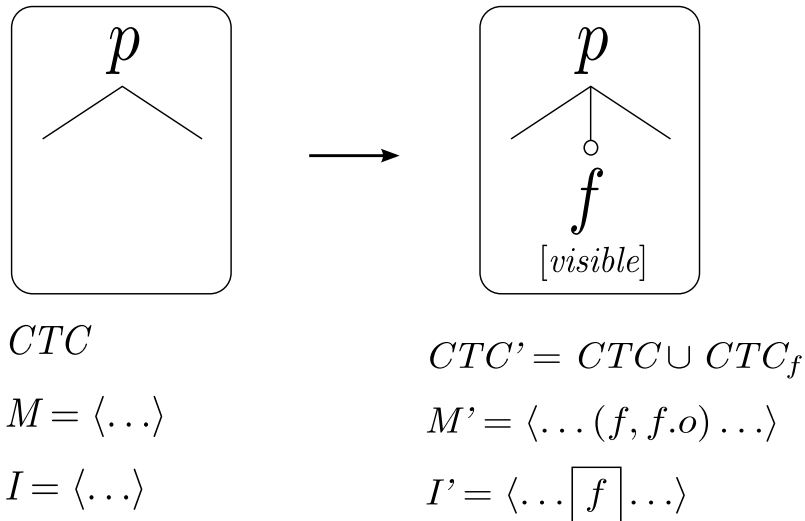 p
p
f
[visible]
CTC
M = ⟨...⟩
I = ⟨...⟩
CTC' = CTC ∪ CTC_f
M' = ⟨...(f, f.o)...⟩
I' = ⟨... f ...⟩